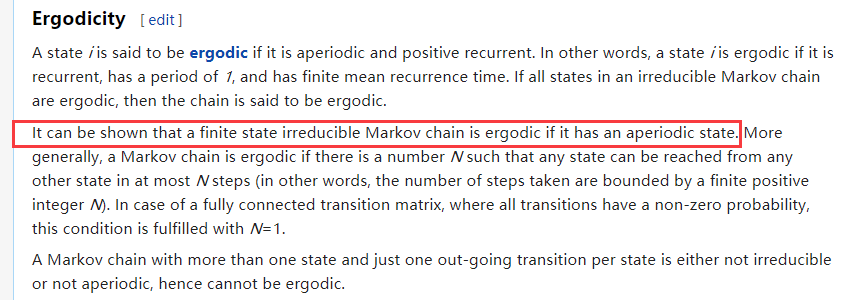 Ergodicity [ edit ]
A state i is said to be ergodic if it is aperiodic and positive recurrent. In other words, a state i is ergodic if it is
recurrent, has a period of 1, and has finite mean recurrence time. If all states in an irreducible Markov chain
are ergodic, then the chain is said to be ergodic.
It can be shown that a finite state irreducible Markov chain is ergodic if it has an aperiodic state. More
generally, a Markov chain is ergodic if there is a number N such that any state can be reached from any
other state in at most N steps (in other words, the number of steps taken are bounded by a finite positive
integer N). In case of a fully connected transition matrix, where all transitions have a non-zero probability,
this condition is fulfilled with N=1.
A Markov chain with more than one state and just one out-going transition per state is either not irreducible
or not aperiodic, hence cannot be ergodic.